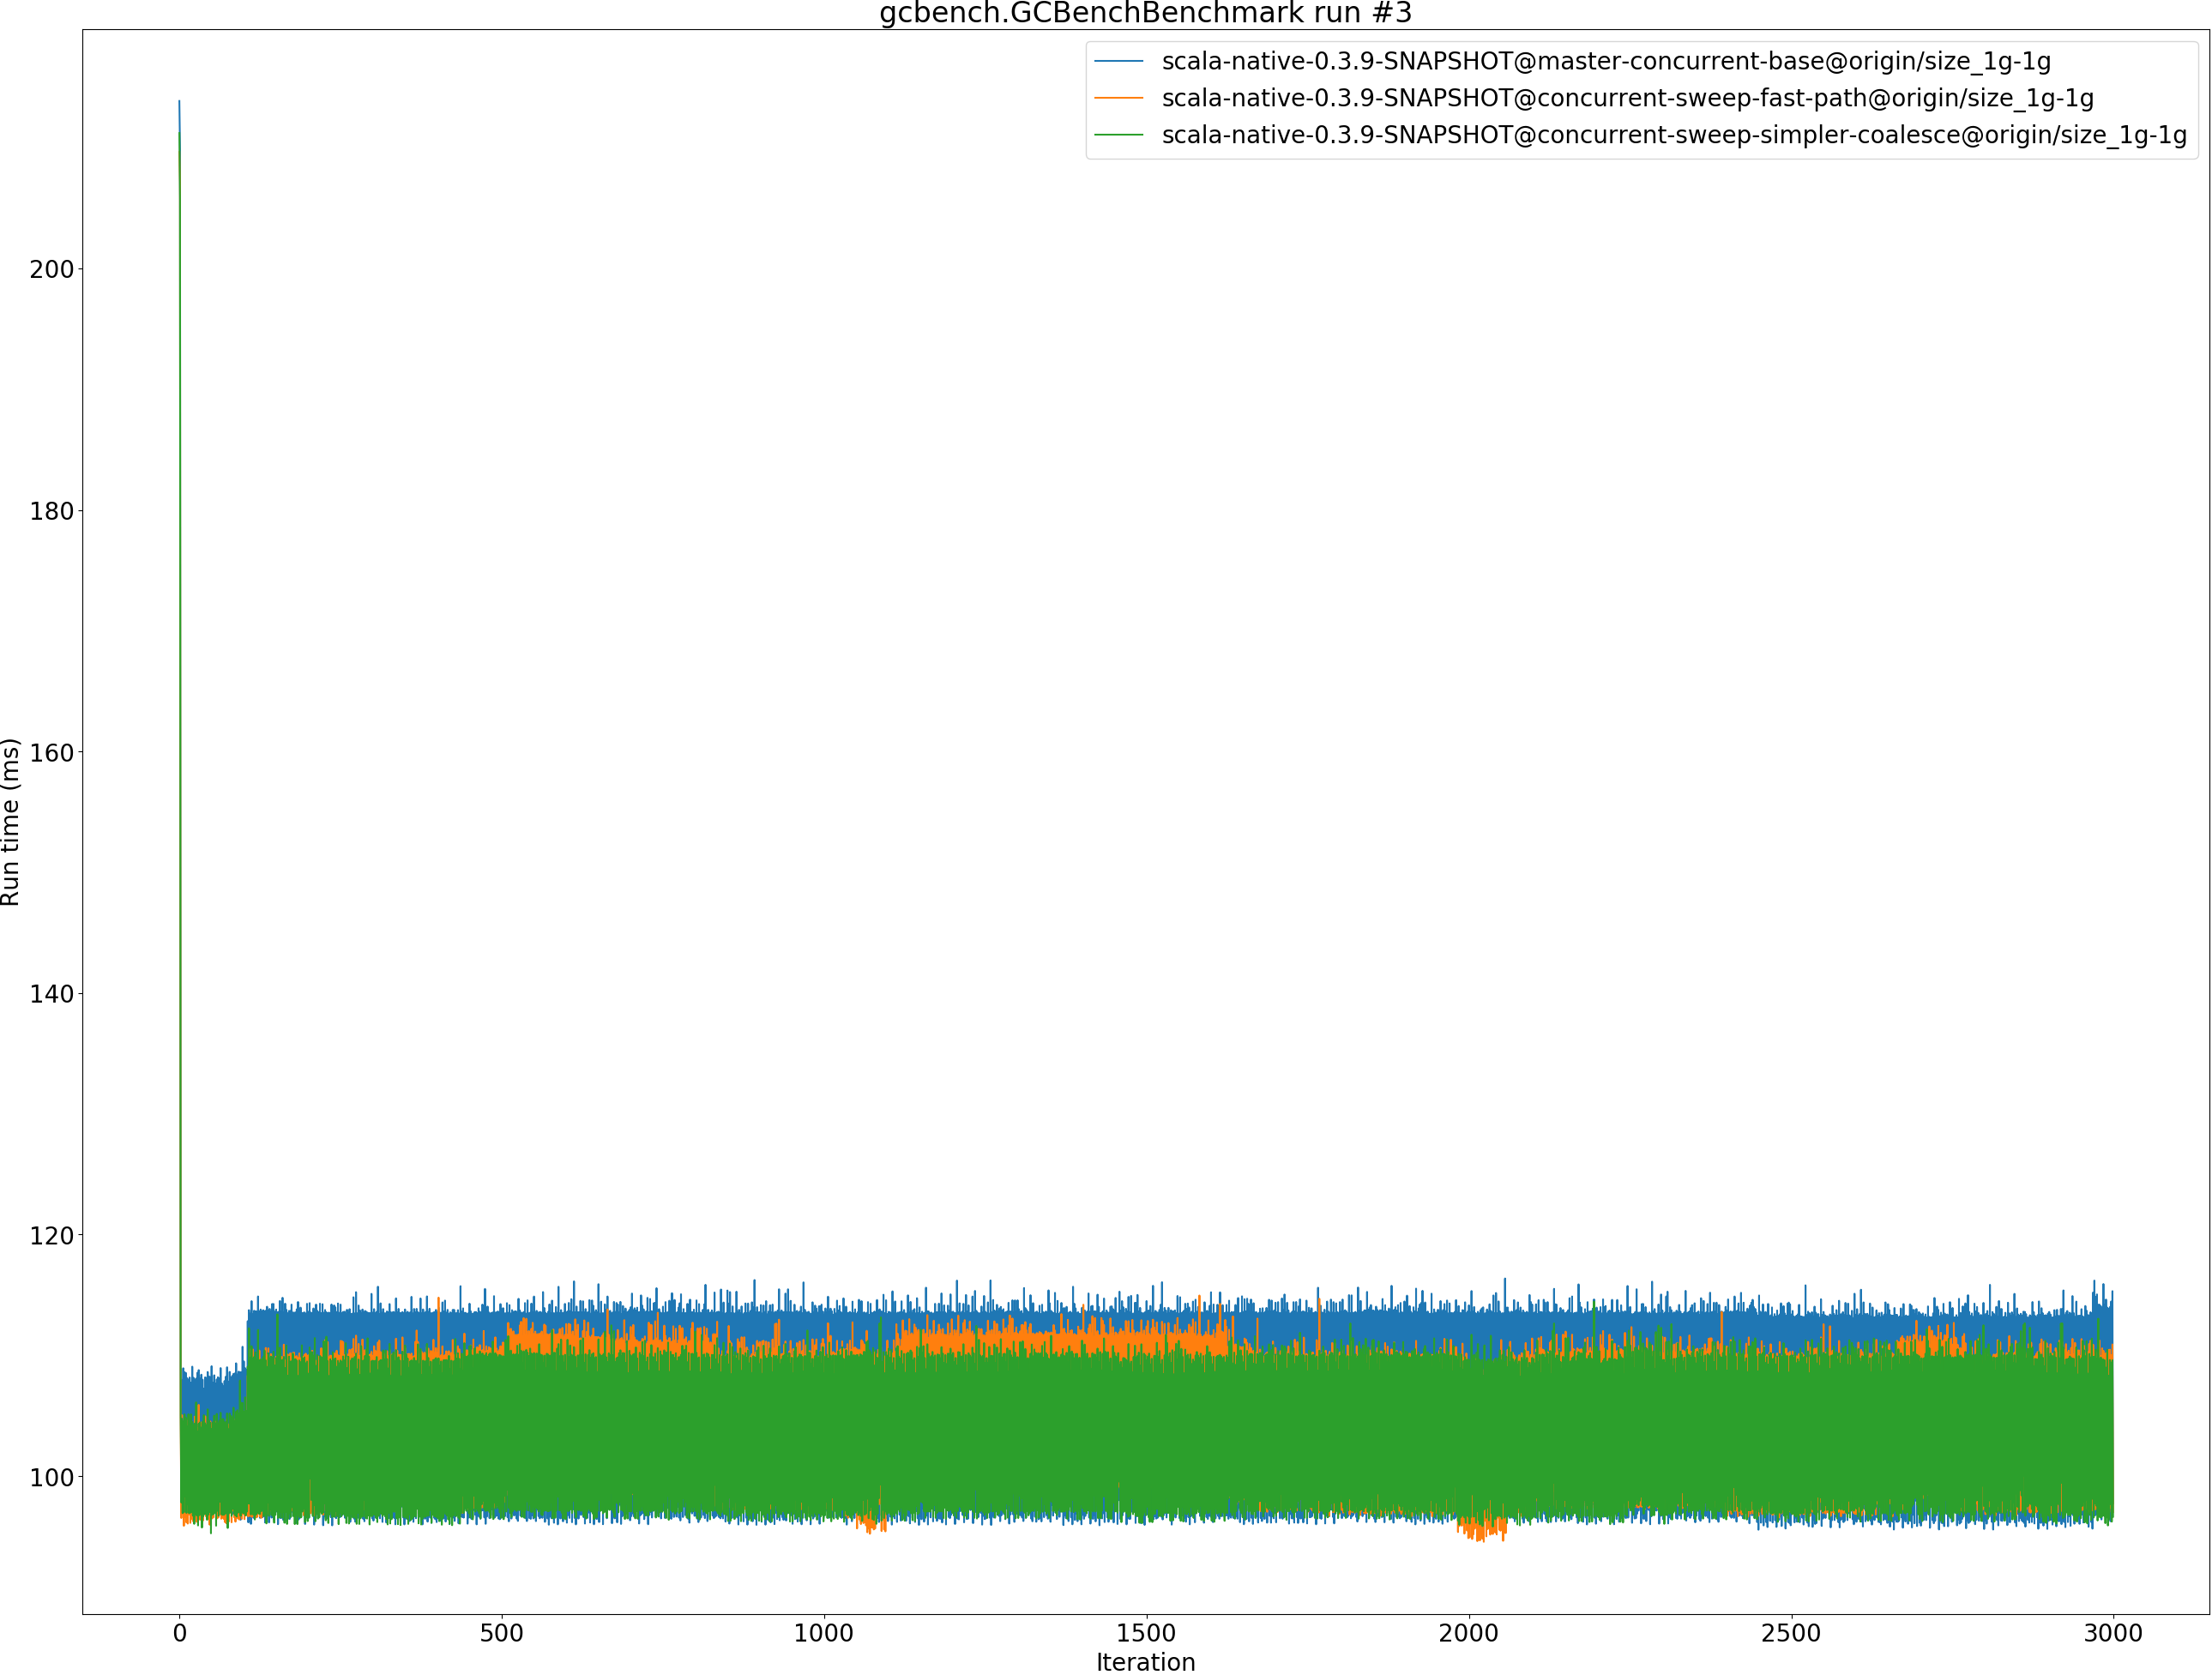 gcbench.GCBenchBenchmark run #3
scala-native-0.3.9-SNAPSHOT@master-concurrent-base@origin/size_1g-1g
scala-native-0.3.9-SNAPSHOT@concurrent-sweep-fast-path@origin/size_1g-1g
scala-native-0.3.9-SNAPSHOT@concurrent-sweep-simpler-coalesce@origin/size_1g-1g
Run time (ms)
200
180
160
140
120
100
0
500
1000
1500
2000
2500
3000
Iteration